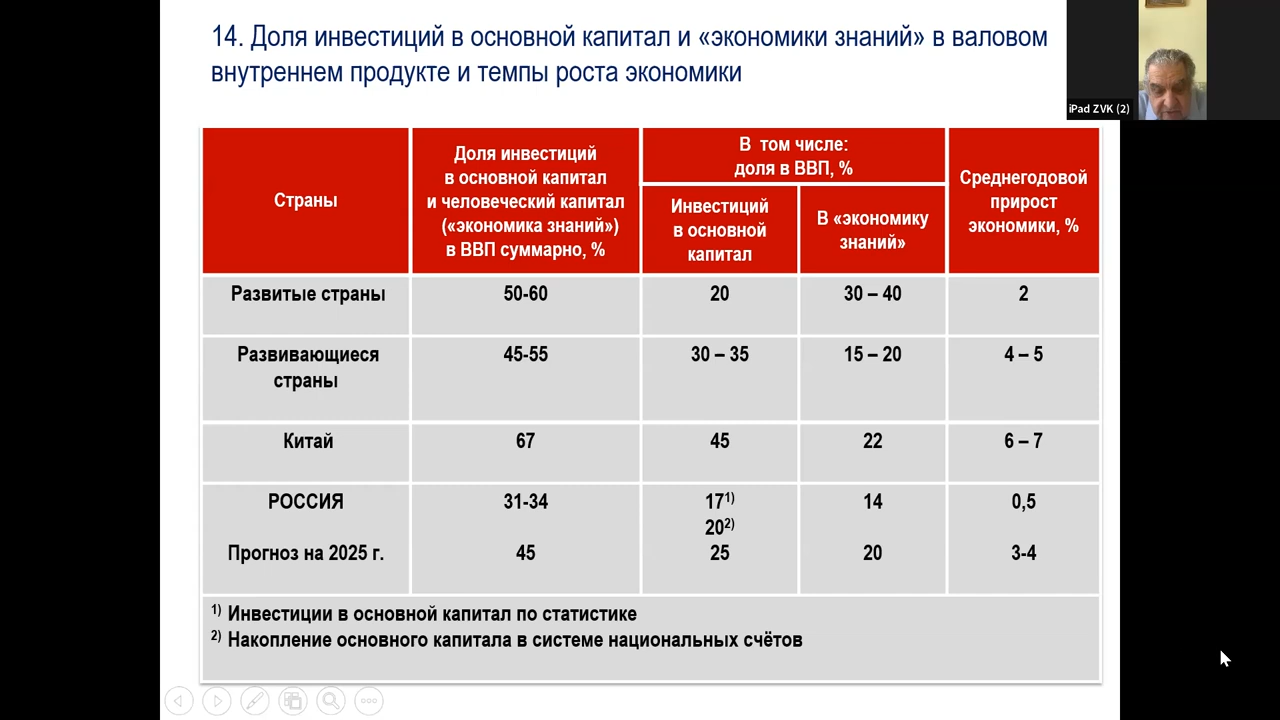 14. Доля инвестиций в основной капитал и «экономики знаний» в валовом
внутреннем продукте и темпы роста экономики
iPad ZVK (2)
Страны
Доля инвестиций
в основной капитал
и человеческий капитал
(«экономика знаний»)
в ВВП суммарно, %
В том числе:
доля в ВВП, %
Инвестиций
в основной
капитал
В «экономику
знаний»
Среднегодовой
прирост
экономики, %
Развитые страны
50-60
20
30 – 40
2
Развивающиеся
страны
45-55
30 – 35
15 – 20
4 – 5
Китай
67
45
22
6 – 7
РОССИЯ
31-34
17¹⁾
20²⁾
14
0,5
Прогноз на 2025 г.
45
25
20
3-4
¹⁾ Инвестиции в основной капитал по статистике
²⁾ Накопление основного капитала в системе национальных счётов